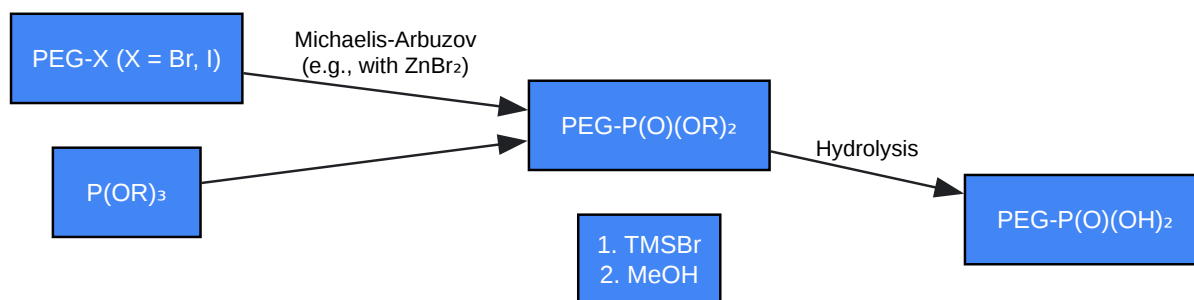 PEG-X (X = Br, I)
Michaelis-Arbuzov
(e.g., with ZnBr₂)
P(OR)₃
PEG-P(O)(OR)₂
Hydrolysis
1. TMSBr
2. MeOH
PEG-P(O)(OH)₂